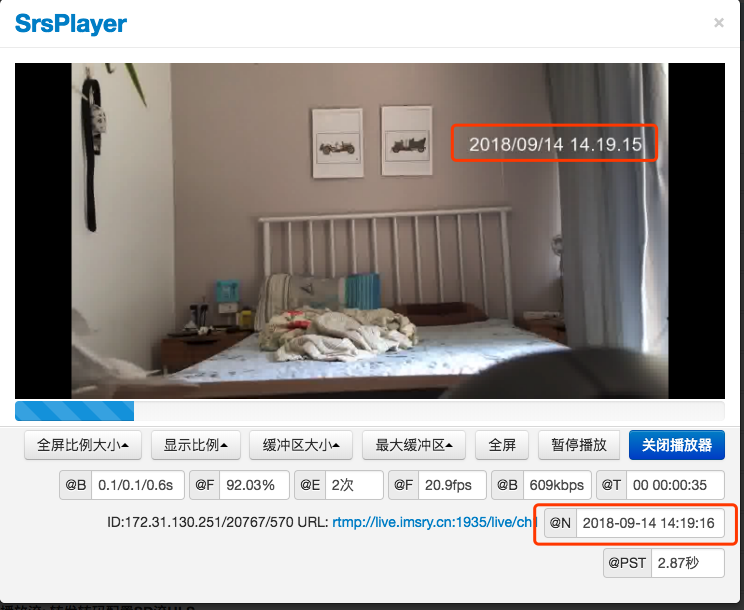 SrsPlayer
×
2018/09/14 14.19.15
全屏比例大小 显示比例 缓冲区大小 最大缓冲区 全屏 暂停播放 关闭播放器
@B 0.1/0.1/0.6s @F 92.03% @E 2次 @F 20.9fps @B 609kbps @T 00 00:00:35
ID:172.31.130.251/20767/570 URL: rtmp://live.imsry.cn:1935/live/ch @N 2018-09-14 14:19:16
@PST 2.87秒